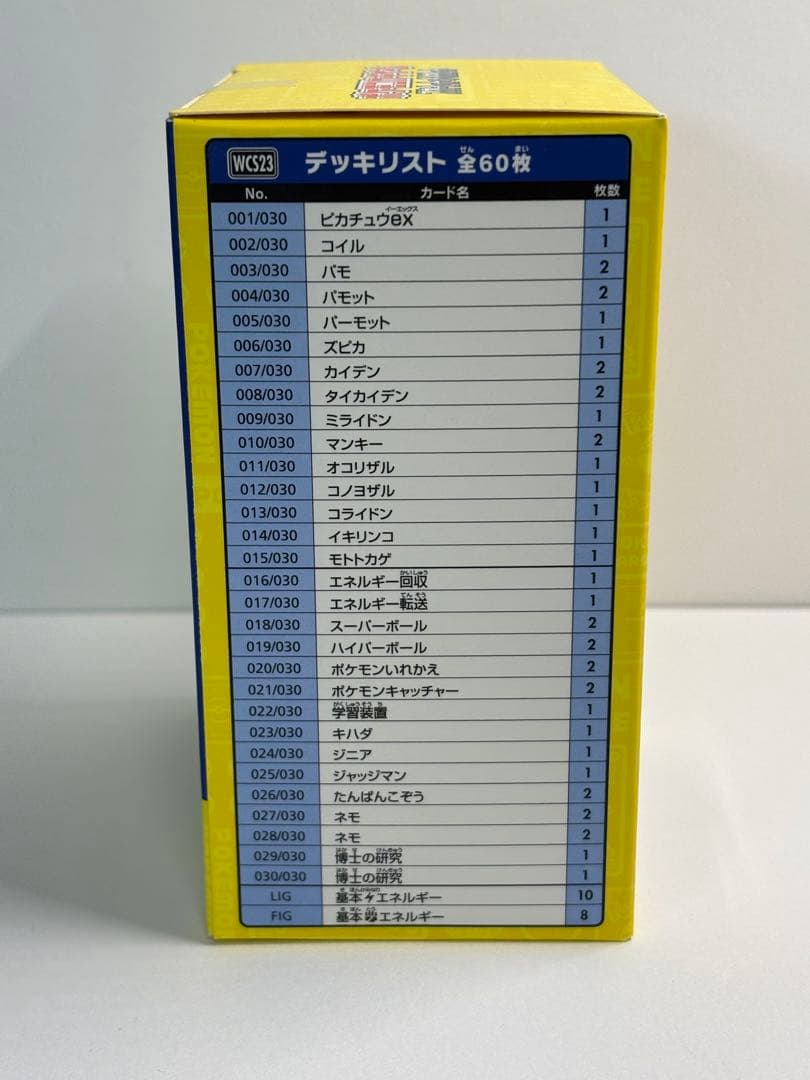 WCS23 デッキリスト 全60枚
No. カード名 枚数
001/030 ピカチュウex 1
002/030 コイル 1
003/030 パモ 2
004/030 パモット 2
005/030 パーモット 1
006/030 ズピカ 1
007/030 カイデン 2
008/030 タイカイデン 2
009/030 ミライドン 1
010/030 マンキー 2
011/030 オコリザル 1
012/030 コノヨザル 1
013/030 コライドン 1
014/030 イキリンコ 1
015/030 モトトカゲ 1
016/030 エネルギー回収 1
017/030 エネルギー転送 1
018/030 スーパーボール 2
019/030 ハイパーボール 2
020/030 ポケモンいれかえ 2
021/030 ポケモンキャッチャー 2
022/030 学習装置 1
023/030 キハダ 1
024/030 ジニア 1
025/030 ジャッジマン 1
026/030 たんぱんこぞう 2
027/030 ネモ 2
028/030 ネモ 2
029/030 博士の研究 1
030/030 博士の研究 1
LIG 基本エネルギー 10
FIG 基本エネルギー 8